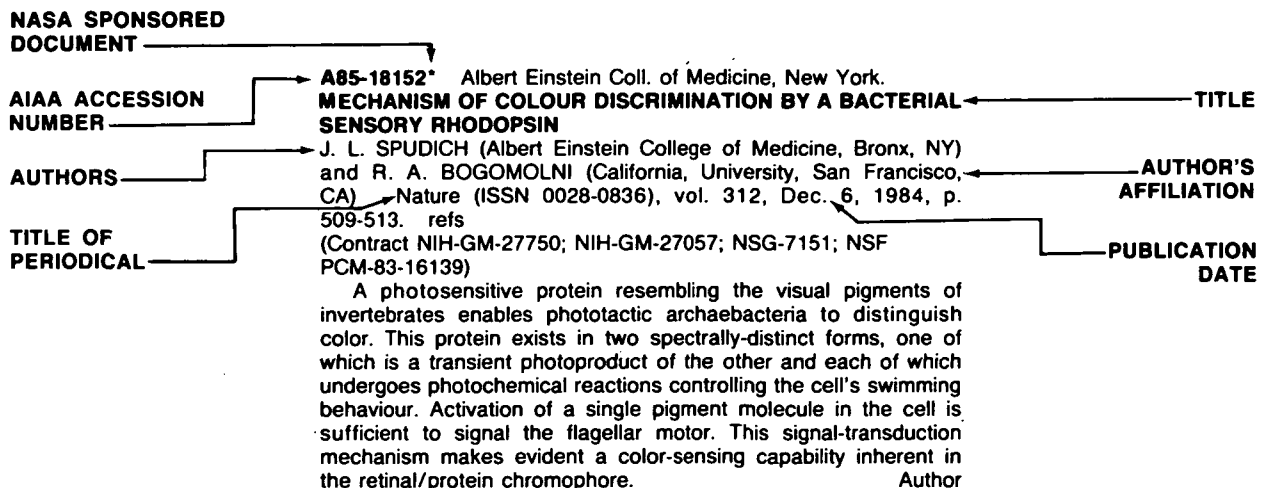 NASA SPONSORED
DOCUMENT
A85-18152* Albert Einstein Coll. of Medicine, New York.
AIAA ACCESSION
NUMBER
MECHANISM OF COLOUR DISCRIMINATION BY A BACTERIAL
SENSORY RHODOPSIN
TITLE
AUTHORS
J. L. SPUDICH (Albert Einstein College of Medicine, Bronx, NY)
and R. A. BOGOMOLNI (California, University, San Francisco,
CA) Nature (ISSN 0028-0836), vol. 312, Dec. 6, 1984, p.
509-513. refs
AUTHOR'S
AFFILIATION
TITLE OF
PERIODICAL
(Contract NIH-GM-27750; NIH-GM-27057; NSG-7151; NSF
PCM-83-16139)
PUBLICATION
DATE
A photosensitive protein resembling the visual pigments of
invertebrates enables phototactic archaebacteria to distinguish
color. This protein exists in two spectrally-distinct forms, one of
which is a transient photoproduct of the other and each of which
undergoes photochemical reactions controlling the cell's swimming
behaviour. Activation of a single pigment molecule in the cell is
sufficient to signal the flagellar motor. This signal-transduction
mechanism makes evident a color-sensing capability inherent in
the retinal/protein chromophore. Author